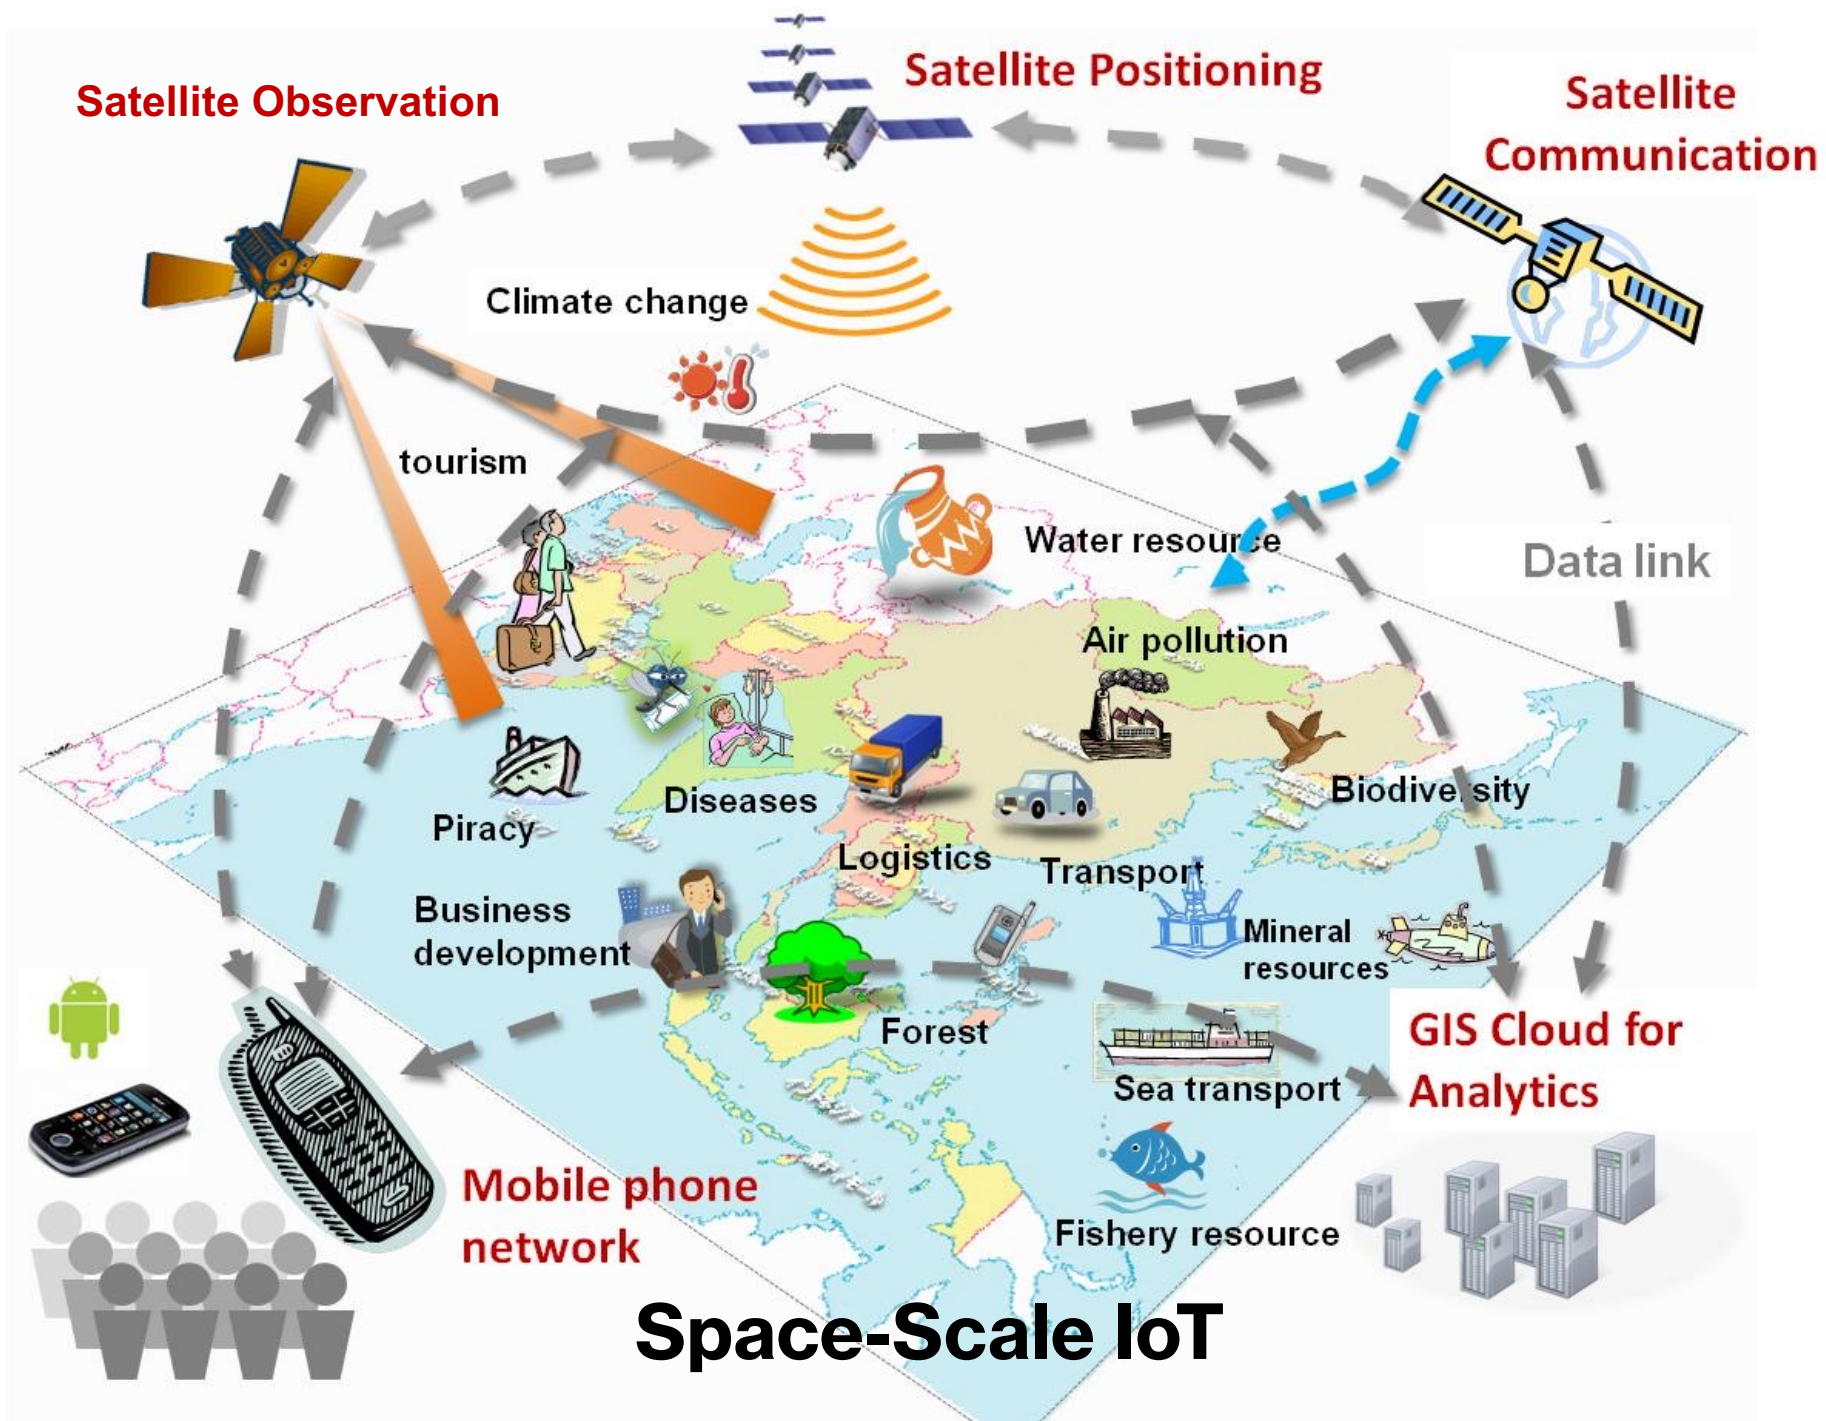 Satellite Observation
Satellite Positioning
Satellite
Communication
Climate change
tourism
Water resource
Data link
Air pollution
Biodiversity
Diseases
Piracy
Logistics
Transport
Business
development
Mineral
resources
Forest
GIS Cloud for
Analytics
Sea transport
Mobile phone
network
Fishery resource
Space-Scale IoT